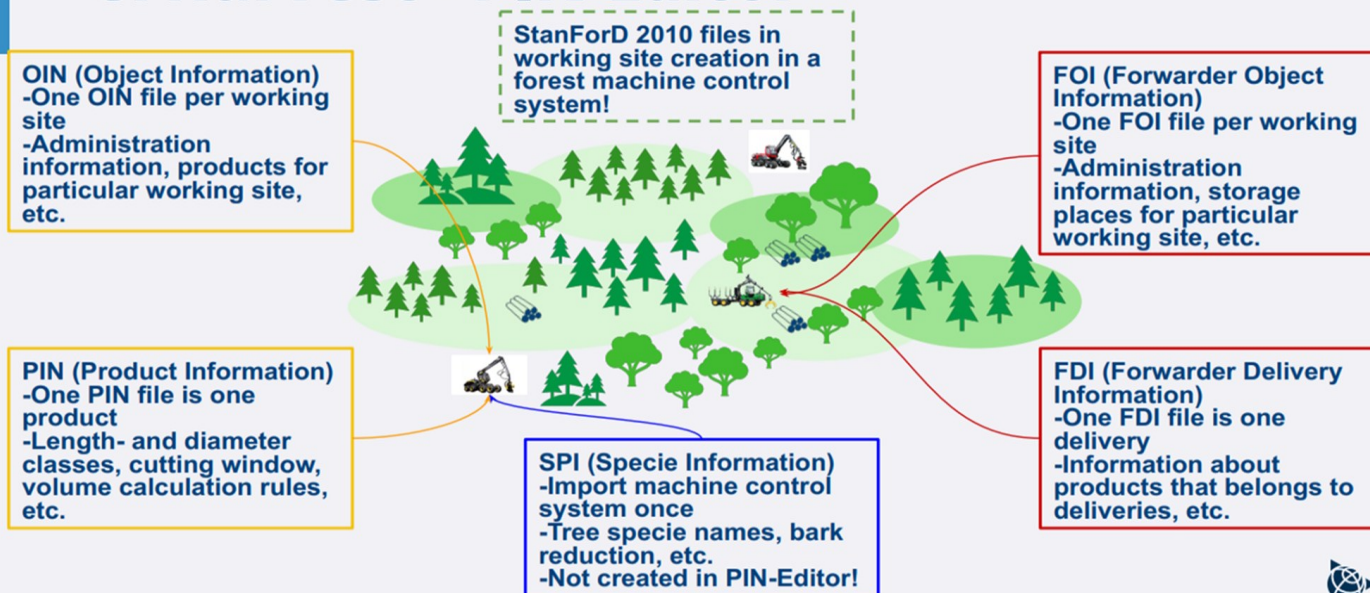 StanForD 2010 files in
working site creation in a
forest machine control
system!
OIN (Object Information)
-One OIN file per working
site
-Administration
information, products for
particular working site,
etc.
FOI (Forwarder Object
Information)
-One FOI file per working
site
-Administration
information, storage
places for particular
working site, etc.
PIN (Product Information)
-One PIN file is one
product
-Length- and diameter
classes, cutting window,
volume calculation rules,
etc.
SPI (Specie Information)
-Import machine control
system once
-Tree specie names, bark
reduction, etc.
-Not created in PIN-Editor!
FDI (Forwarder Delivery
Information)
-One FDI file is one
delivery
-Information about
products that belongs to
deliveries, etc.